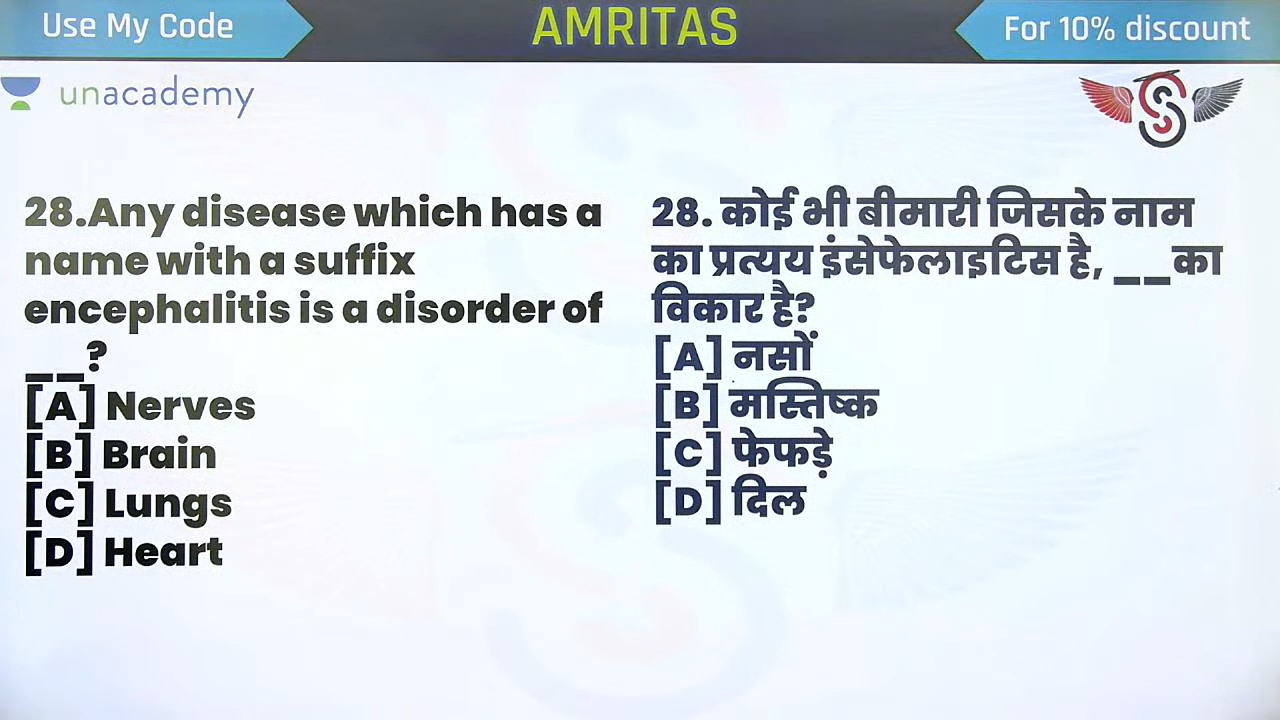 Use My Code
AMRITAS
For 10% discount
unacademy
28.Any disease which has a
name with a suffix
encephalitis is a disorder of
__?
[A] Nerves
[B] Brain
[C] Lungs
[D] Heart
28. कोई भी बीमारी जिसके नाम
का प्रत्यय इंसेफेलाइटिस है, __का
विकार है?
[A] नसों
[B] मस्तिष्क
[C] फेफड़े
[D] दिल